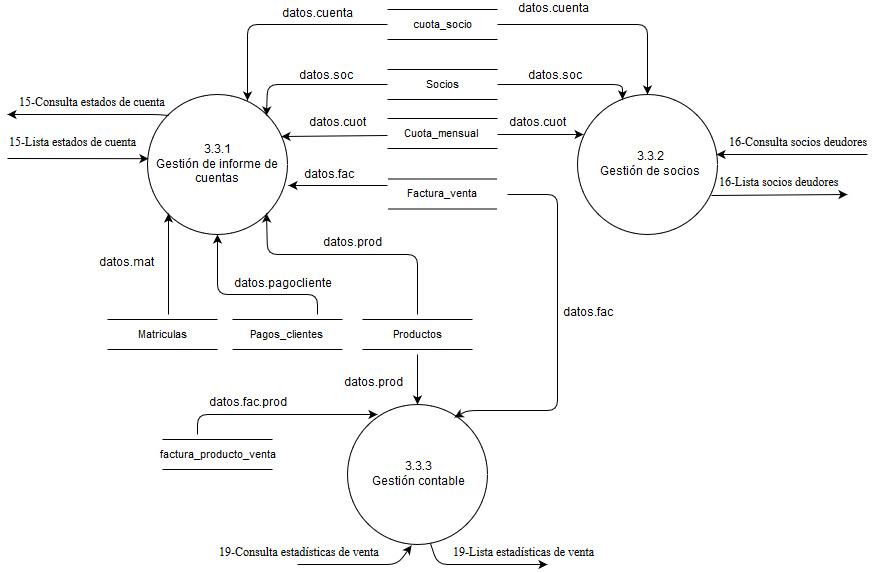 datos.cuenta
cuota_socio
datos.cuenta
datos.soc
Socios
datos.soc
15-Consulta estados de cuenta
datos.cuot
Cuota_mensual
datos.cuot
15-Lista estados de cuenta
3.3.1
Gestión de informe de
cuentas
3.3.2
Gestión de socios
16-Consulta socios deudores
datos.fac
Factura_venta
16-Lista socios deudores
datos.mat
datos.prod
datos.pagocliente
datos.fac
Matriculas
Pagos_clientes
Productos
datos.prod
datos.fac.prod
factura_producto_venta
3.3.3
Gestión contable
19-Consulta estadísticas de venta
19-Lista estadísticas de venta